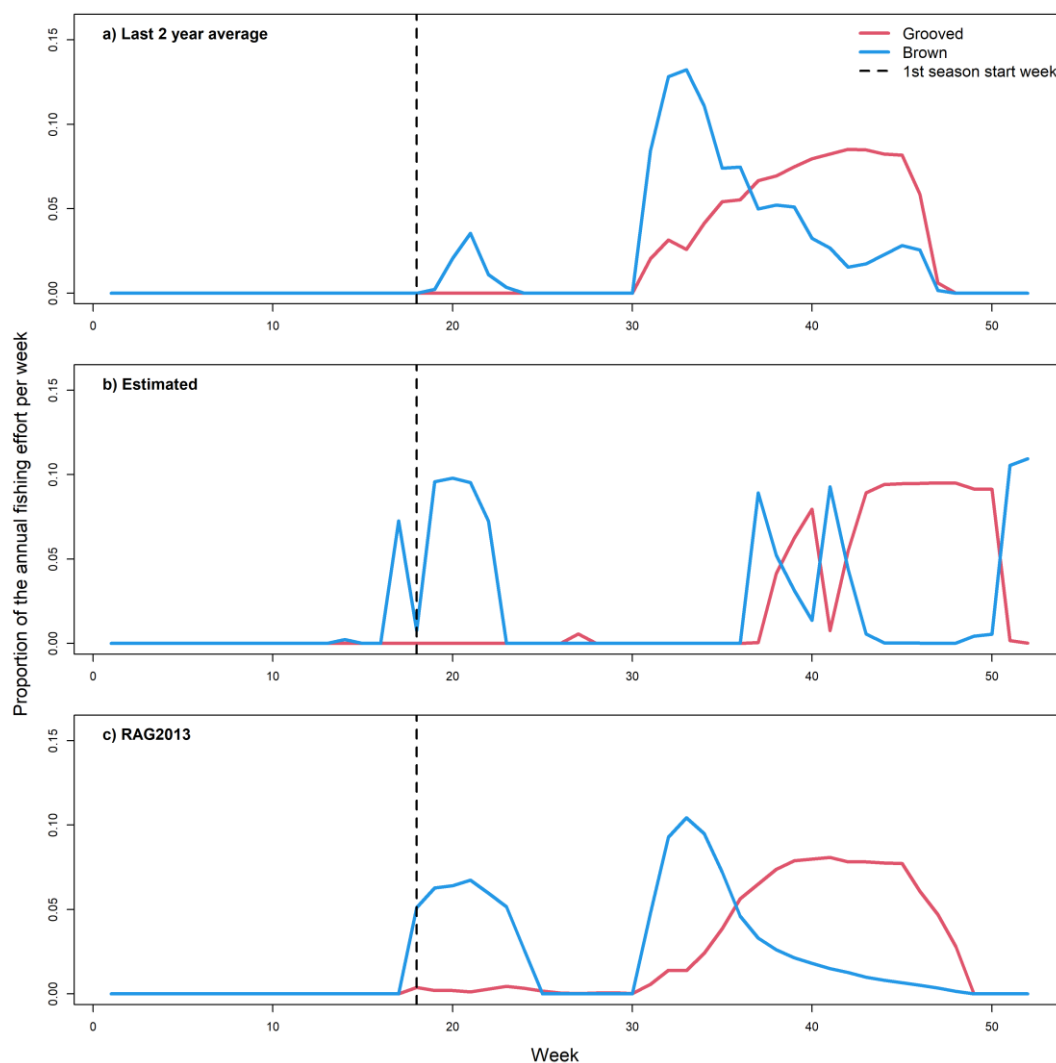 a) Last 2 year average
Grooved
Brown
1st season start week
0.15
0.10
0.05
0.00
0 10 20 30 40 50
b) Estimated
0.15
0.10
0.05
0.00
0 10 20 30 40 50
c) RAG2013
0.15
0.10
0.05
0.00
0 10 20 30 40 50
Proportion of the annual fishing effort per week
Week